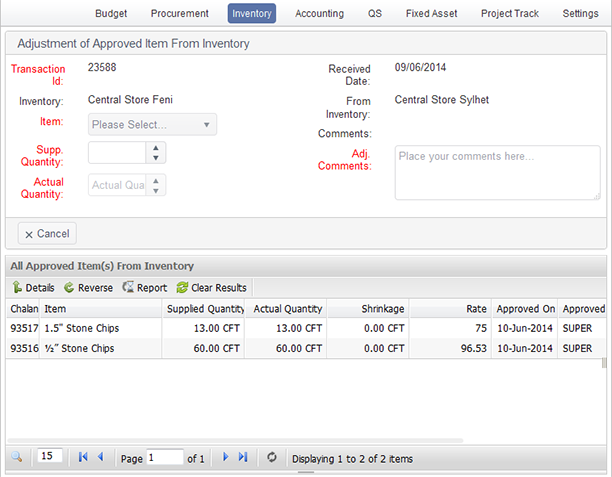 Budget Procurement Inventory Accounting QS Fixed Asset Project Track Settings
Adjustment of Approved Item From Inventory
Transaction Id: 23588
Received Date: 09/06/2014
Inventory: Central Store Feni
From Inventory: Central Store Sylhet
Item: Please Select...
Comments:
Supp. Quantity:
Adj. Comments: Place your comments here...
Actual Quantity: Actual Qua
Cancel
All Approved Item(s) From Inventory
Details Reverse Report Clear Results
Chalan Item Supplied Quantity Actual Quantity Shrinkage Rate Approved On Approved
93517 1.5" Stone Chips 13.00 CFT 13.00 CFT 0.00 CFT 75 10-Jun-2014 SUPER
93516 ½" Stone Chips 60.00 CFT 60.00 CFT 0.00 CFT 96.53 10-Jun-2014 SUPER
15 Page 1 of 1 Displaying 1 to 2 of 2 items